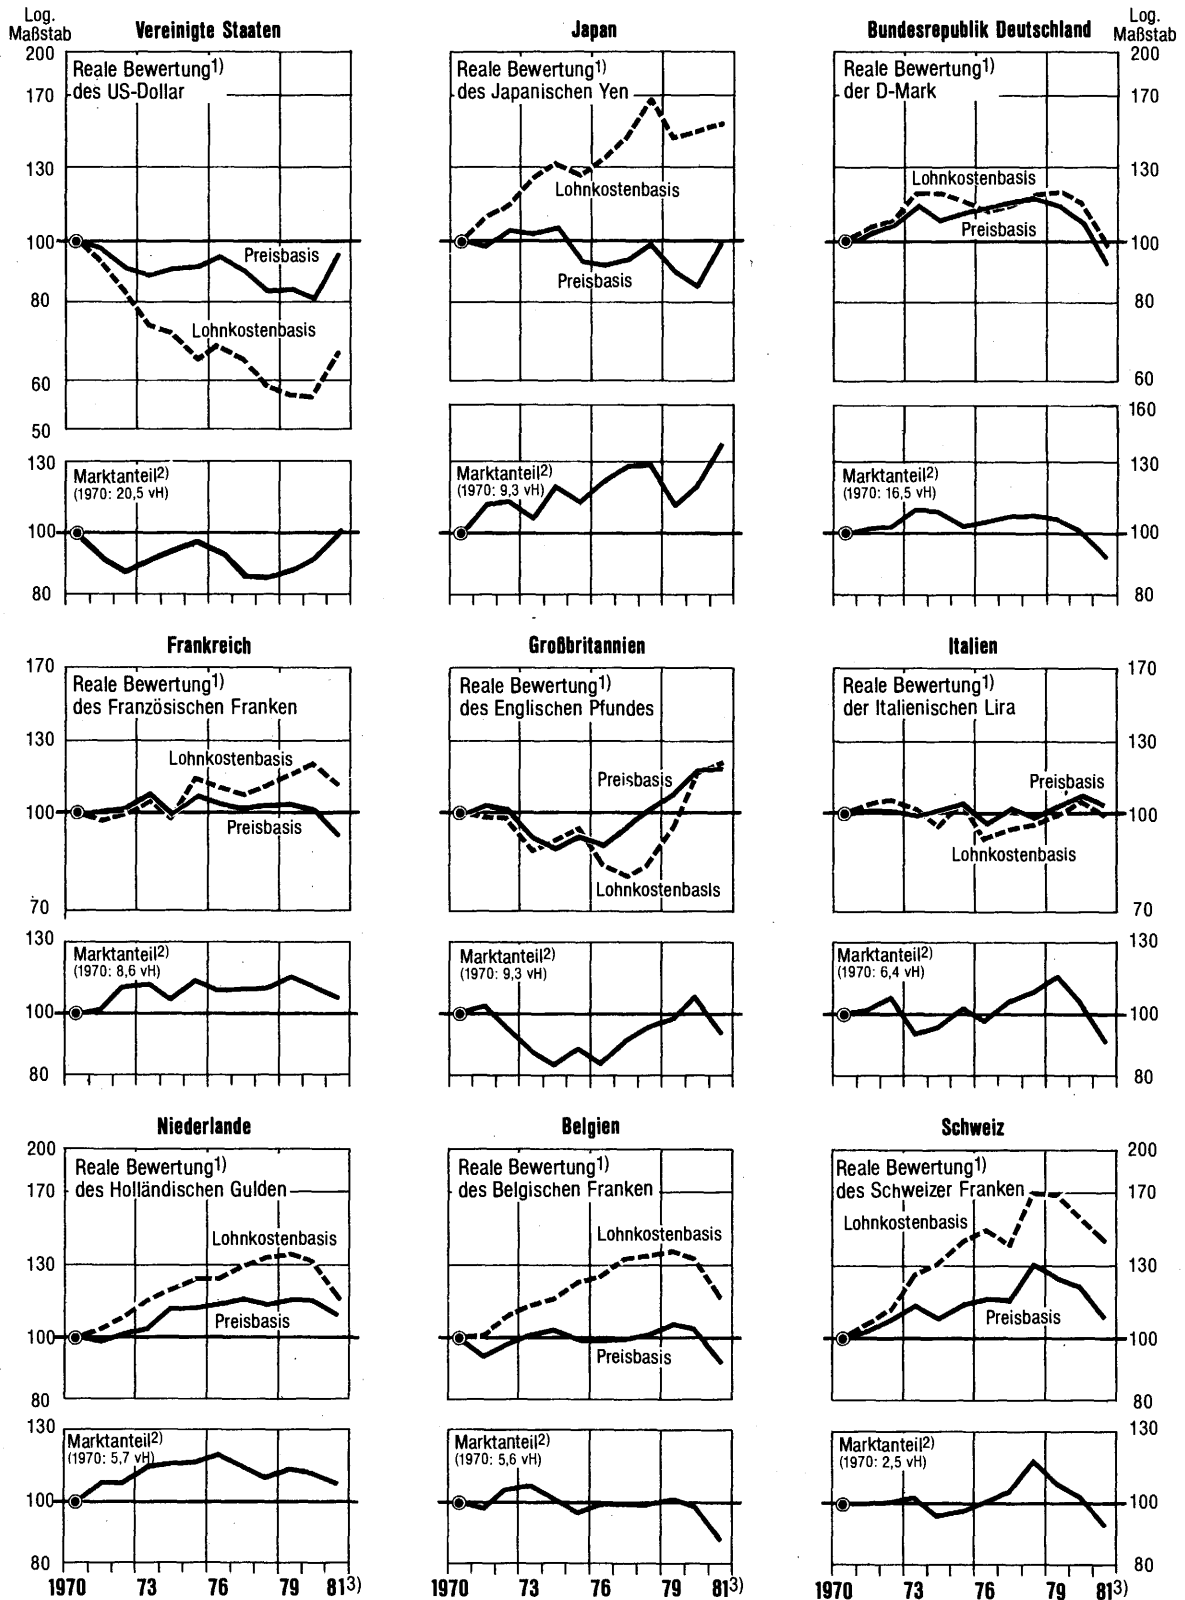 Log.
Maßstab
Vereinigte Staaten
Japan
Bundesrepublik Deutschland
Log.
Maßstab
200
170
130
100
80
60
50
Reale Bewertung1)
des US-Dollar
Preisbasis
Lohnkostenbasis
Reale Bewertung1)
des Japanischen Yen
Lohnkostenbasis
Preisbasis
Reale Bewertung1)
der D-Mark
Lohnkostenbasis
Preisbasis
200
170
130
100
80
60
130
100
80
Marktanteil2)
(1970: 20,5 vH)
Marktanteil2)
(1970: 9,3 vH)
Marktanteil2)
(1970: 16,5 vH)
160
130
100
80
Frankreich
Großbritannien
Italien
170
130
100
70
Reale Bewertung1)
des Französischen Franken
Lohnkostenbasis
Preisbasis
Reale Bewertung1)
des Englischen Pfundes
Preisbasis
Lohnkostenbasis
Reale Bewertung1)
der Italienischen Lira
Preisbasis
Lohnkostenbasis
170
130
100
70
130
100
80
Marktanteil2)
(1970: 8,6 vH)
Marktanteil2)
(1970: 9,3 vH)
Marktanteil2)
(1970: 6,4 vH)
130
100
80
Niederlande
Belgien
Schweiz
200
170
130
100
80
Reale Bewertung1)
des Holländischen Gulden
Lohnkostenbasis
Preisbasis
Reale Bewertung1)
des Belgischen Franken
Lohnkostenbasis
Preisbasis
Reale Bewertung1)
des Schweizer Franken
Lohnkostenbasis
Preisbasis
200
170
130
100
80
130
100
80
Marktanteil2)
(1970: 5,7 vH)
Marktanteil2)
(1970: 5,6 vH)
Marktanteil2)
(1970: 2,5 vH)
130
100
80
1970 73 76 79 813)
1970 73 76 79 813)
1970 73 76 79 813)